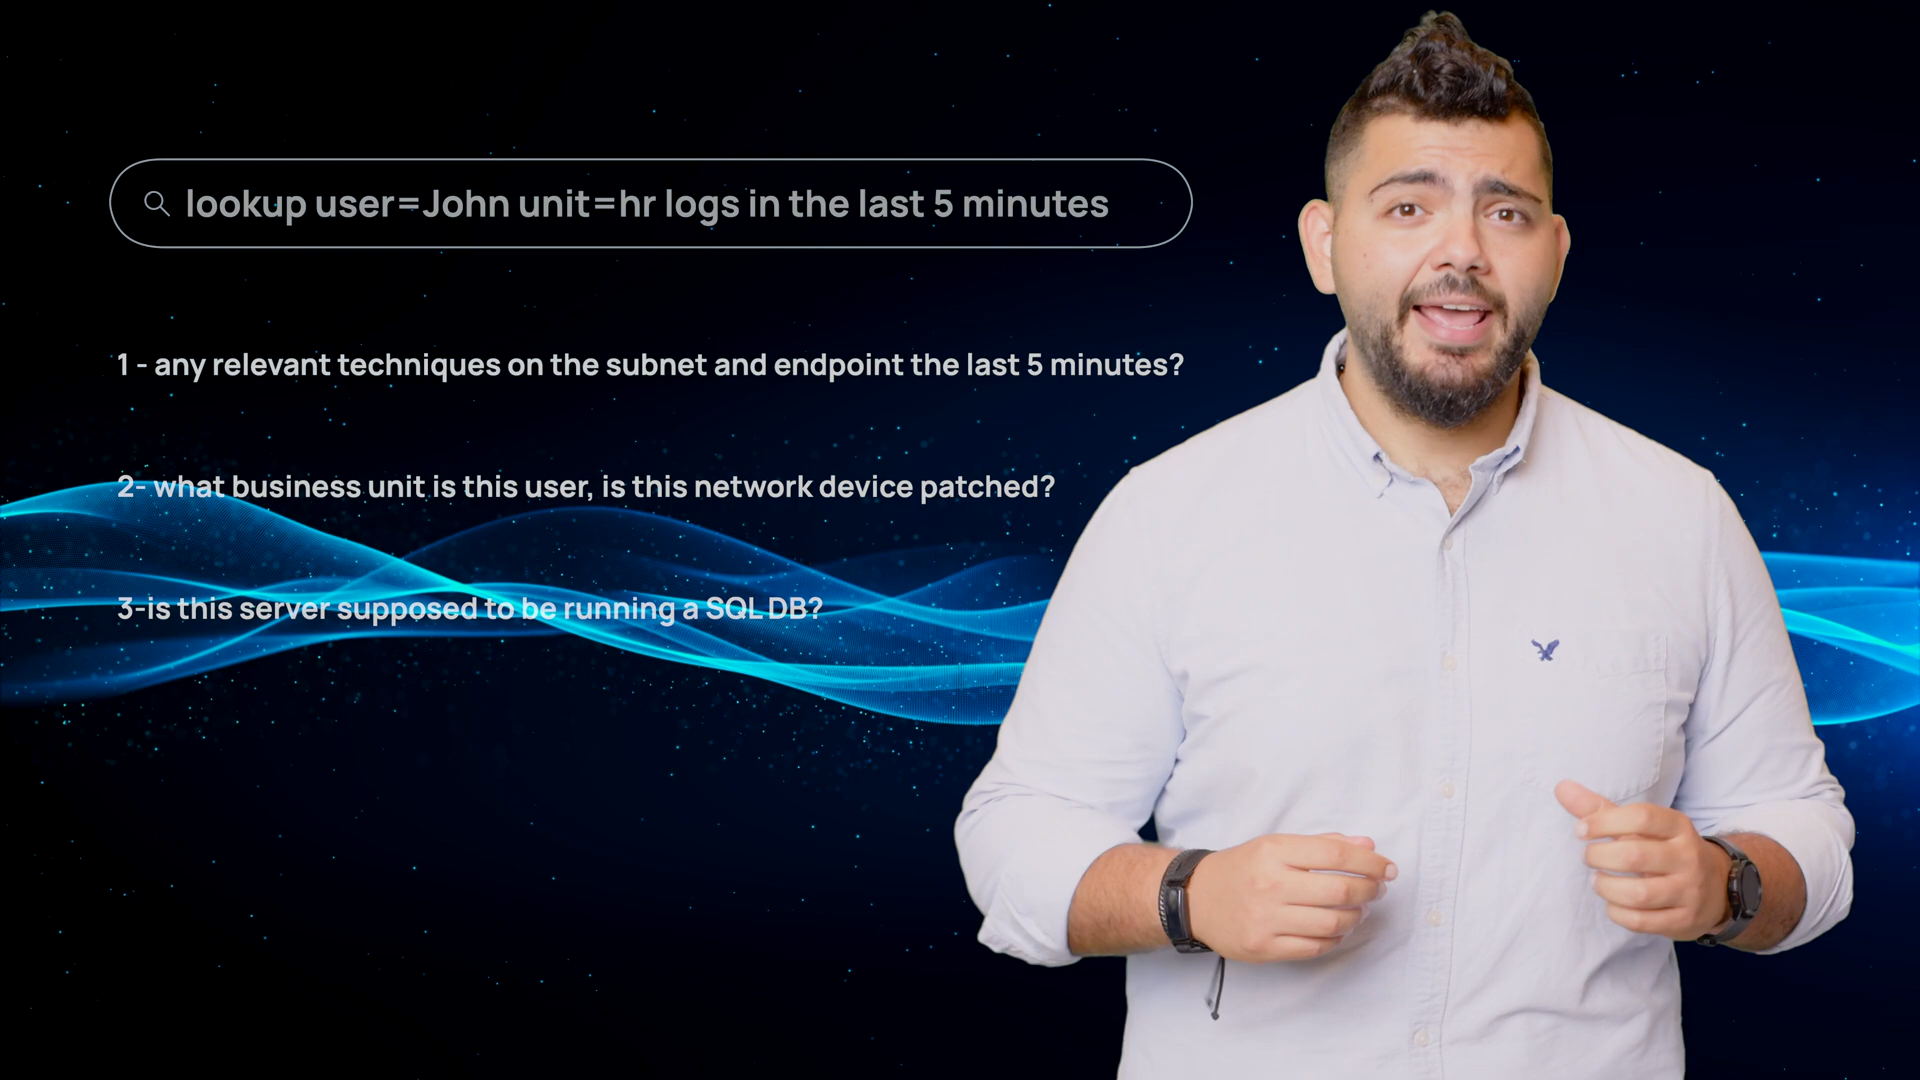 lookup user=John unit=hr logs in the last 5 minutes
1 - any relevant techniques on the subnet and endpoint the last 5 minutes?
2- what business unit is this user, is this network device patched?
3-is this server supposed to be running a SQL DB?